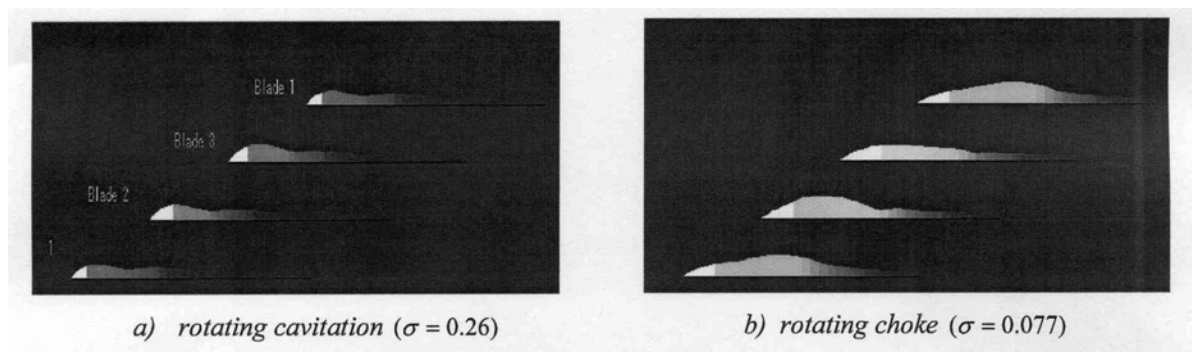 Blade 1
Blade 3
Blade 2
1
a) rotating cavitation (σ = 0.26)
b) rotating choke (σ = 0.077)